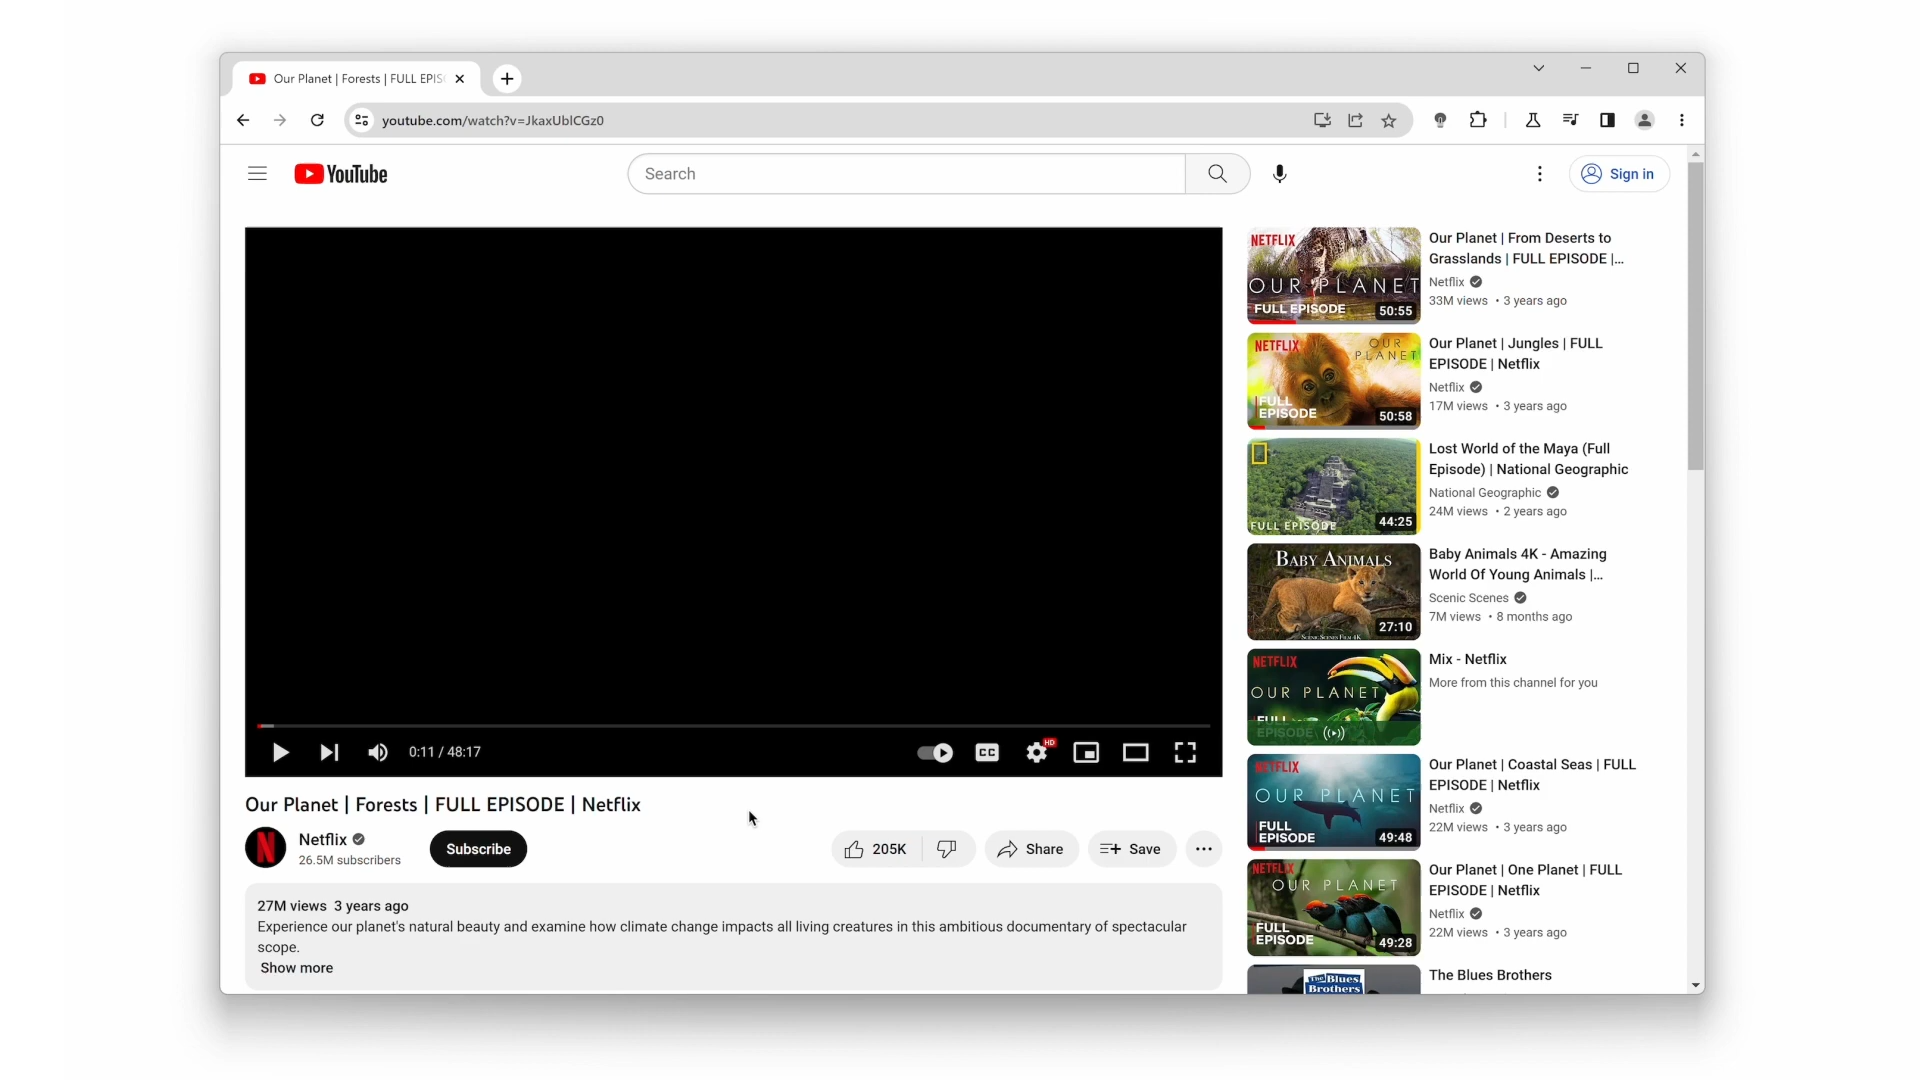 Our Planet | Forests | FULL EPIS
youtube.com/watch?v=JkaxUblCGz0
YouTube
Search
Sign in
0:11 / 48:17
CC
HD
Our Planet | Forests | FULL EPISODE | Netflix
Netflix
26.5M subscribers
Subscribe
205K
Share
Save
27M views 3 years ago
Experience our planet's natural beauty and examine how climate change impacts all living creatures in this ambitious documentary of spectacular
scope.
Show more
NETFLIX
OUR PLANET
FULL EPISODE
50:55
Our Planet | From Deserts to
Grasslands | FULL EPISODE |...
Netflix
33M views • 3 years ago
NETFLIX
OUR
PLANET
FULL
EPISODE
50:58
Our Planet | Jungles | FULL
EPISODE | Netflix
Netflix
17M views • 3 years ago
FULL EPISODE
44:25
Lost World of the Maya (Full
Episode) | National Geographic
National Geographic
24M views • 2 years ago
BABY ANIMALS
SCENIC SCENES FILM 4K
27:10
Baby Animals 4K - Amazing
World Of Young Animals |...
Scenic Scenes
7M views • 8 months ago
NETFLIX
OUR PLANET
FULL
EPISODE
Mix - Netflix
More from this channel for you
NETFLIX
OUR PLANET
FULL
EPISODE
49:48
Our Planet | Coastal Seas | FULL
EPISODE | Netflix
Netflix
22M views • 3 years ago
NETFLIX
OUR PLANET
FULL
EPISODE
49:28
Our Planet | One Planet | FULL
EPISODE | Netflix
Netflix
22M views • 3 years ago
The Blues
Brothers
The Blues Brothers